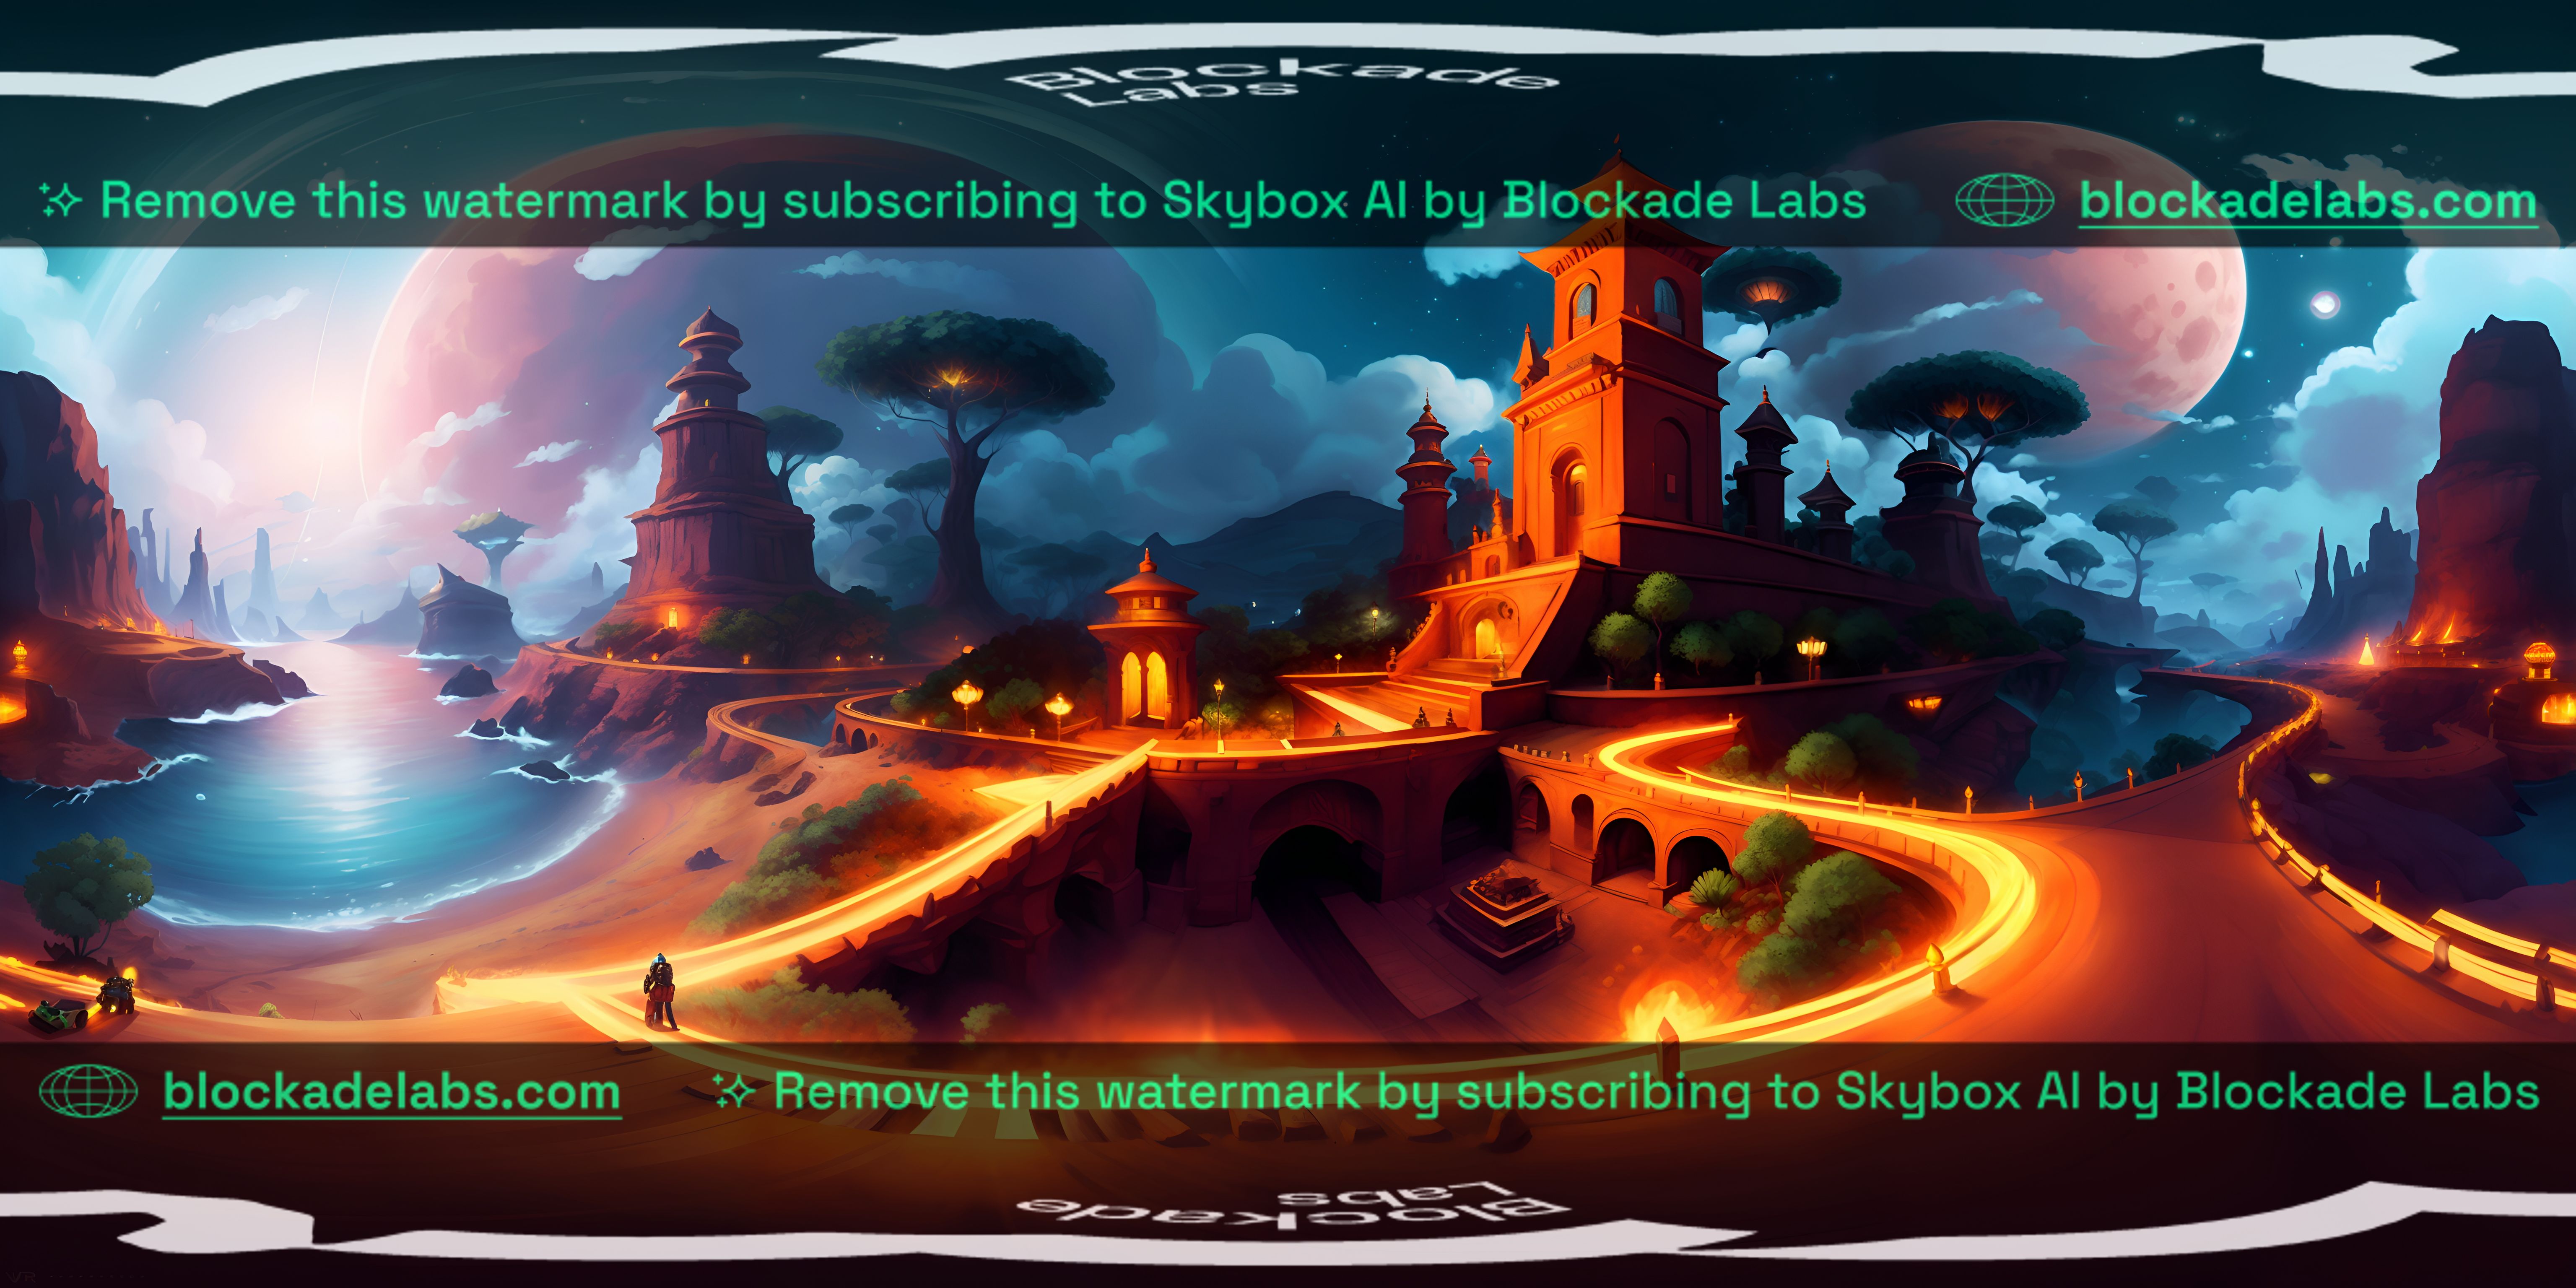 Blockade
Labs
Remove this watermark by subscribing to Skybox AI by Blockade Labs
blockadelabs.com
blockadelabs.com
Remove this watermark by subscribing to Skybox AI by Blockade Labs
Labs
Blockade